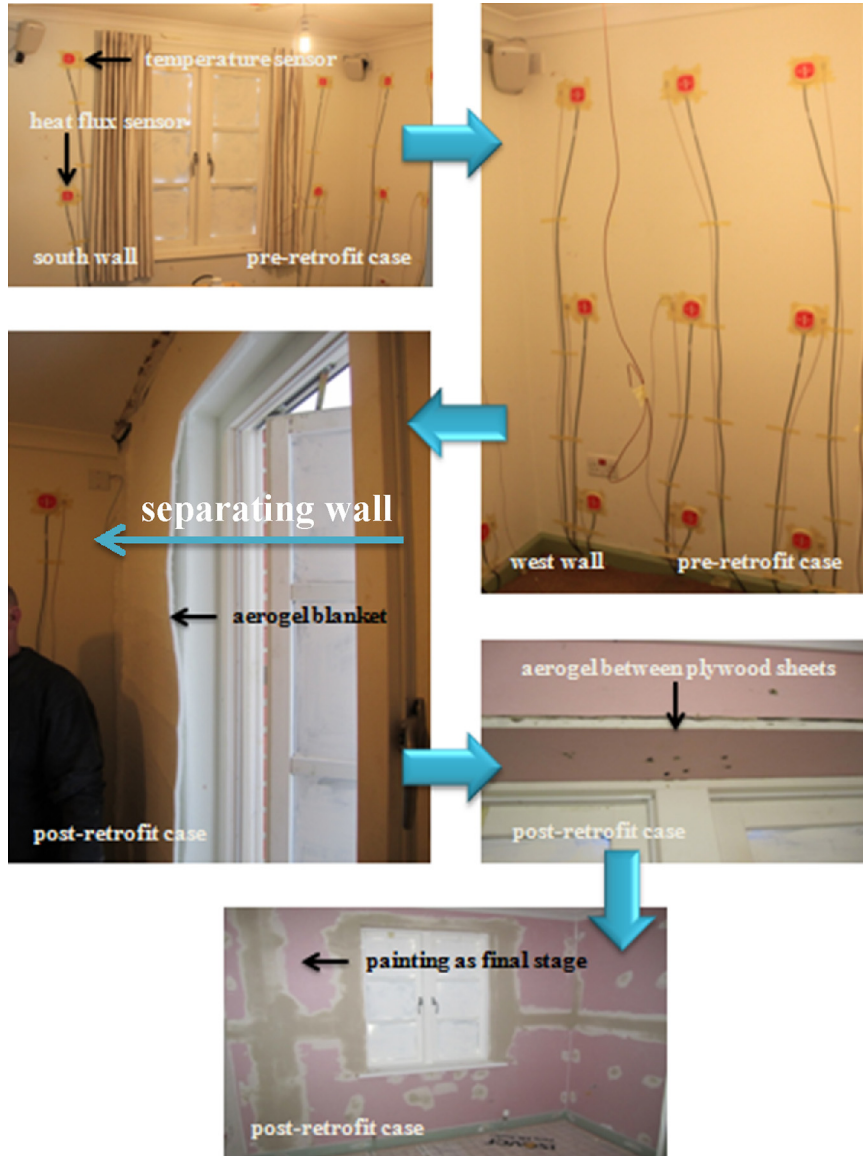 temperature sensor
heat flux sensor
south wall
pre-retrofit case
west wall
pre-retrofit case
separating wall
aerogel blanket
post-retrofit case
aerogel between plywood sheets
post-retrofit case
painting as final stage
post-retrofit case
isover